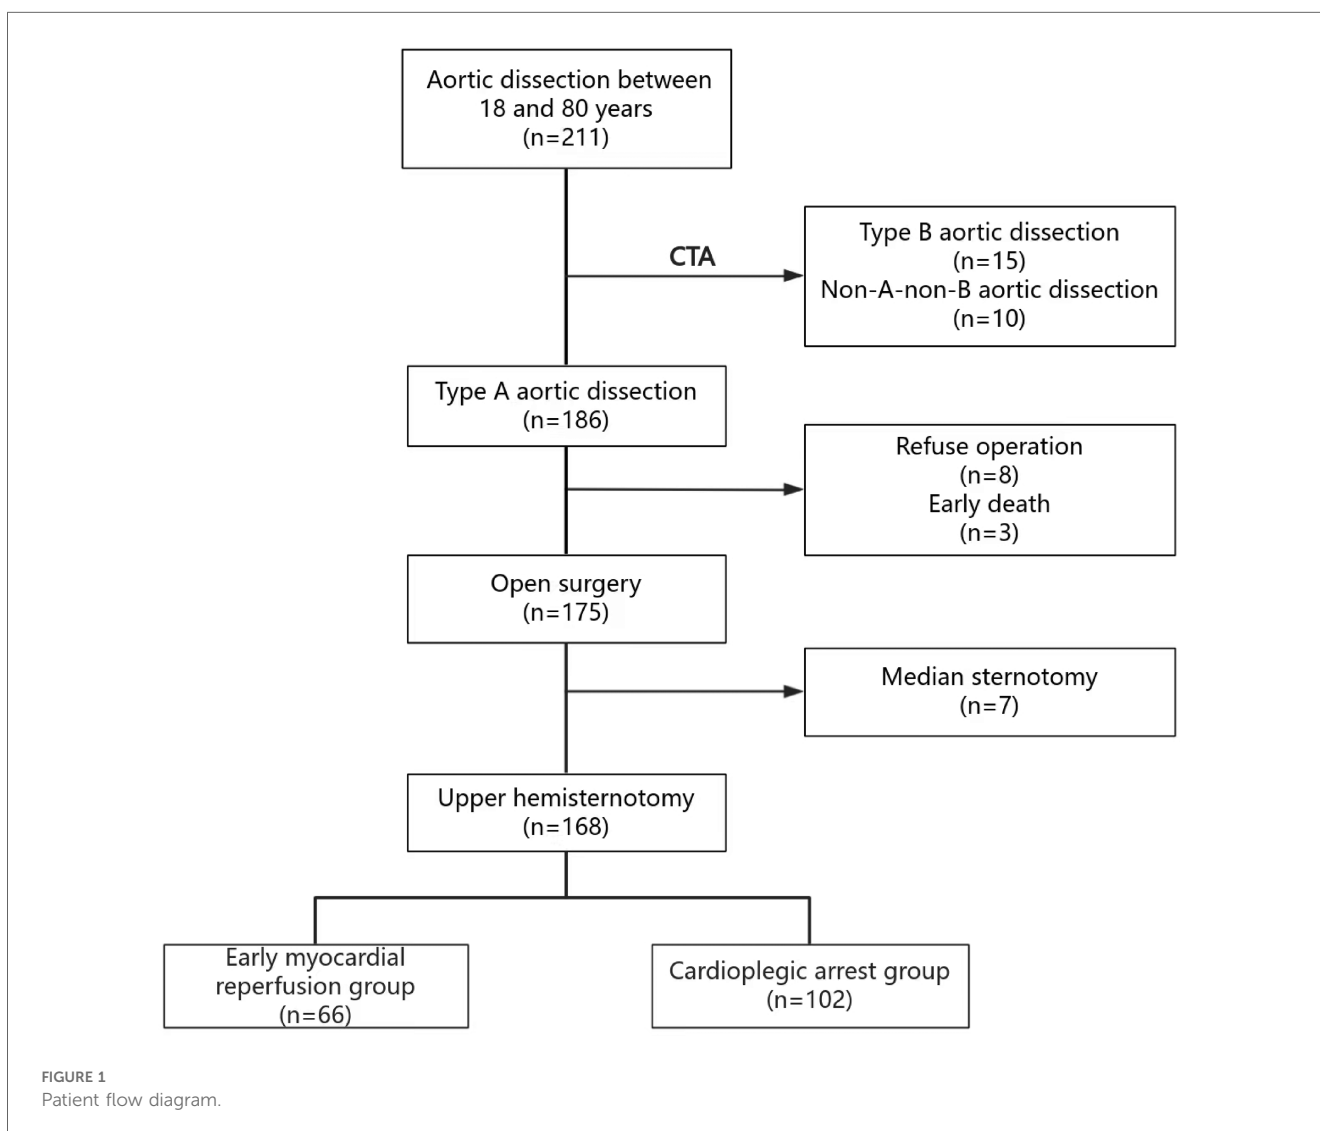 Aortic dissection between
18 and 80 years
(n=211)
CTA
Type B aortic dissection
(n=15)
Non-A-non-B aortic dissection
(n=10)
Type A aortic dissection
(n=186)
Refuse operation
(n=8)
Early death
(n=3)
Open surgery
(n=175)
Median sternotomy
(n=7)
Upper hemisternotomy
(n=168)
Early myocardial
reperfusion group
(n=66)
Cardioplegic arrest group
(n=102)
FIGURE 1
Patient flow diagram.